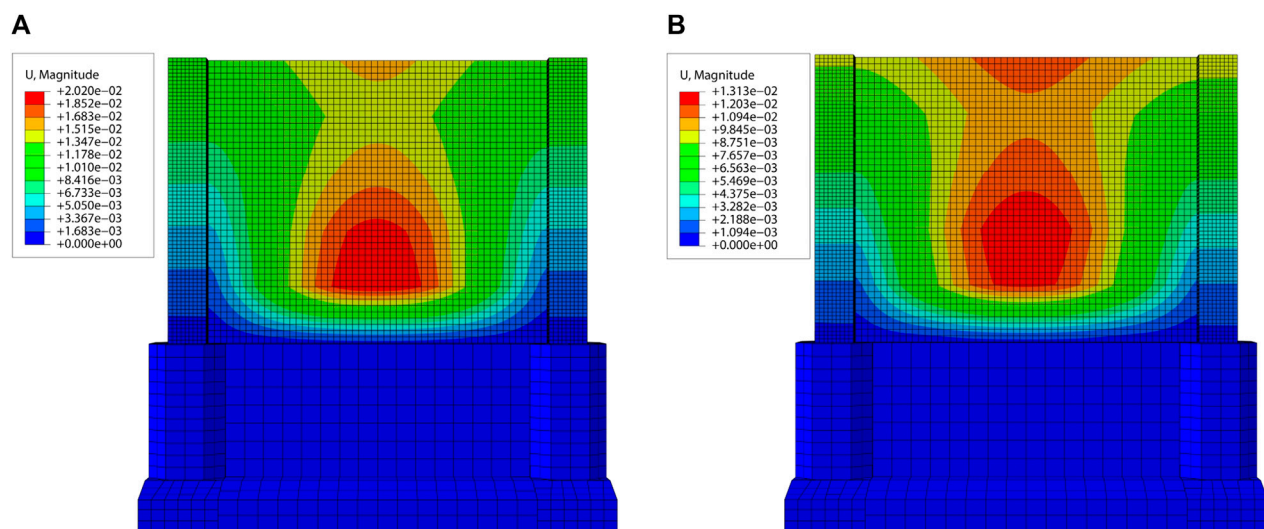 A
U, Magnitude
+2.020e−02
+1.852e−02
+1.683e−02
+1.515e−02
+1.347e−02
+1.178e−02
+1.010e−02
+8.416e−03
+6.733e−03
+5.050e−03
+3.367e−03
+1.683e−03
+0.000e+00
B
U, Magnitude
+1.313e−02
+1.203e−02
+1.094e−02
+9.845e−03
+8.751e−03
+7.657e−03
+6.563e−03
+5.469e−03
+4.375e−03
+3.282e−03
+2.188e−03
+1.094e−03
+0.000e+00